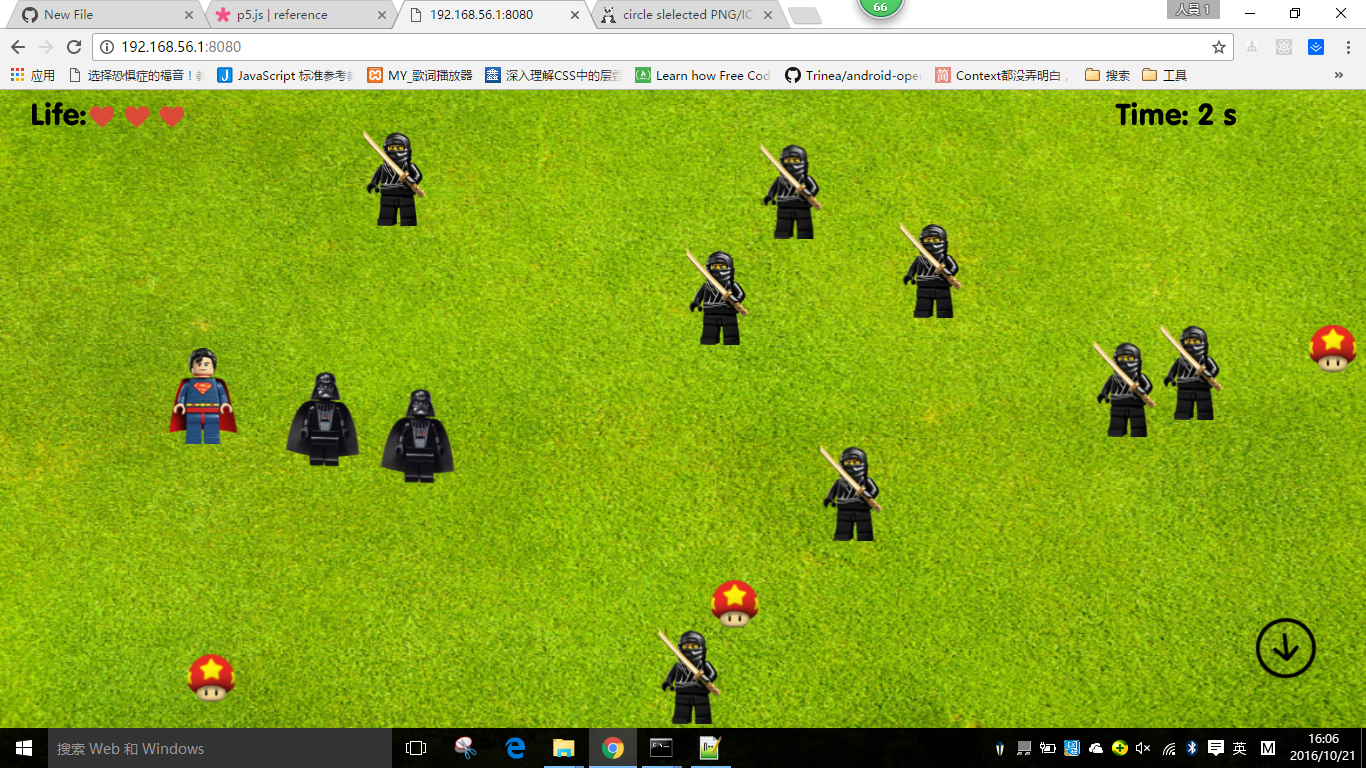 New File
p5.js | reference
192.168.56.1:8080
circle slelected PNG/IC
66
人員 1
192.168.56.1:8080
应用
选择恐惧症的福音！
JavaScript 标准参考
MY_歌词播放器
鑫 深入理解CSS中的层
Learn how Free Cod
Trinea/android-ope
简 Context都没弄明白
搜索
工具
»
Life:
Time: 2 s
搜索 Web 和 Windows
英
M
16:06
2016/10/21